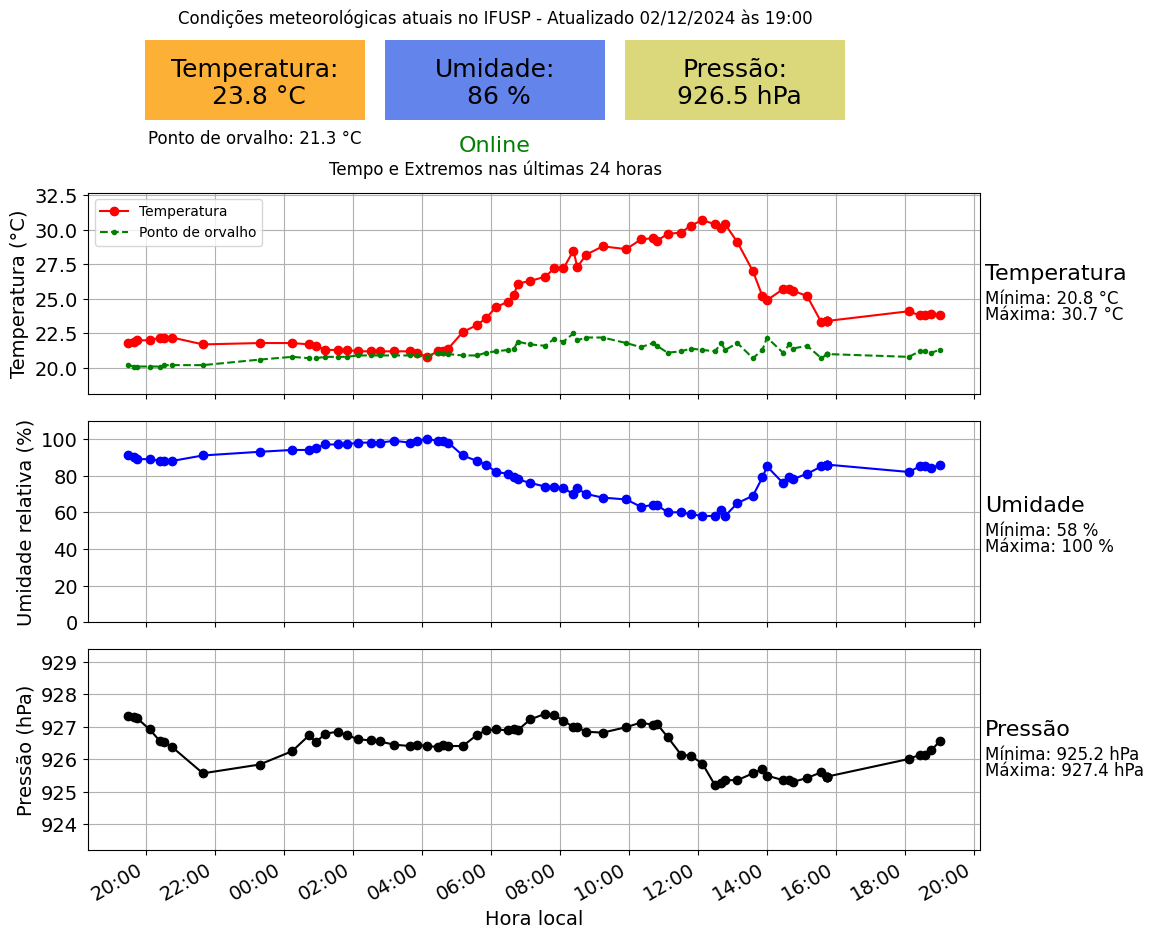 Condições meteorológicas atuais no IFUSP - Atualizado 02/12/2024 às 19:00
Temperatura:
23.8 °C
Umidade:
86 %
Pressão:
926.5 hPa
Ponto de orvalho: 21.3 °C
Online
Tempo e Extremos nas últimas 24 horas
Temperatura (°C)
32.5
30.0
27.5
25.0
22.5
20.0
Temperatura
Ponto de orvalho
Temperatura
Mínima: 20.8 °C
Máxima: 30.7 °C
Umidade relativa (%)
100
80
60
40
20
0
Umidade
Mínima: 58 %
Máxima: 100 %
Pressão (hPa)
929
928
927
926
925
924
Pressão
Mínima: 925.2 hPa
Máxima: 927.4 hPa
20:00 22:00 00:00 02:00 04:00 06:00 08:00 10:00 12:00 14:00 16:00 18:00 20:00
Hora local